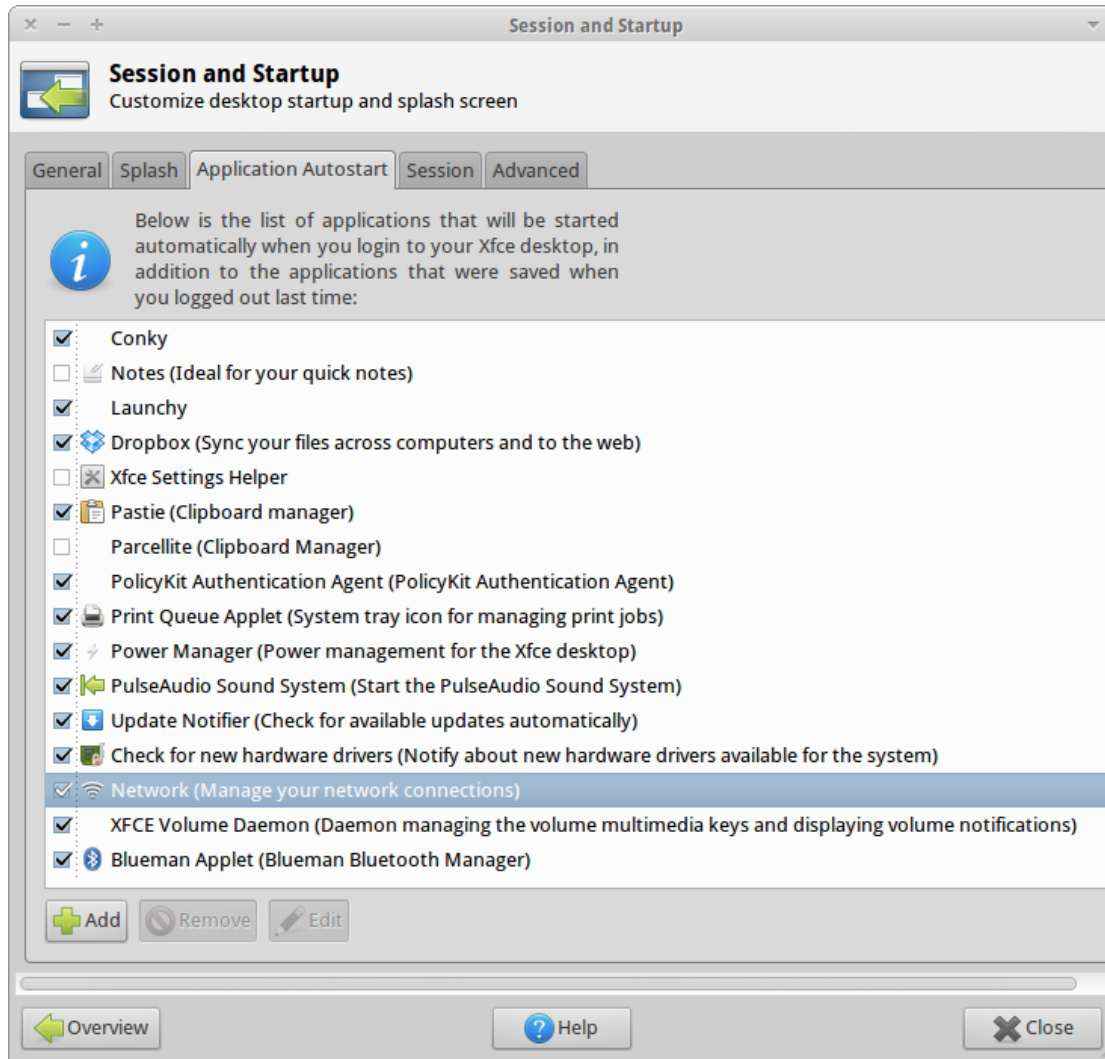 Session and Startup
Session and Startup
Customize desktop startup and splash screen
General Splash Application Autostart Session Advanced
Below is the list of applications that will be started
automatically when you login to your Xfce desktop, in
addition to the applications that were saved when
you logged out last time:
Conky
Notes (Ideal for your quick notes)
Launchy
Dropbox (Sync your files across computers and to the web)
Xfce Settings Helper
Pastie (Clipboard manager)
Parcellite (Clipboard Manager)
PolicyKit Authentication Agent (PolicyKit Authentication Agent)
Print Queue Applet (System tray icon for managing print jobs)
Power Manager (Power management for the Xfce desktop)
PulseAudio Sound System (Start the PulseAudio Sound System)
Update Notifier (Check for available updates automatically)
Check for new hardware drivers (Notify about new hardware drivers available for the system)
Network (Manage your network connections)
XFCE Volume Daemon (Daemon managing the volume multimedia keys and displaying volume notifications)
Blueman Applet (Blueman Bluetooth Manager)
Add Remove Edit
Overview Help Close